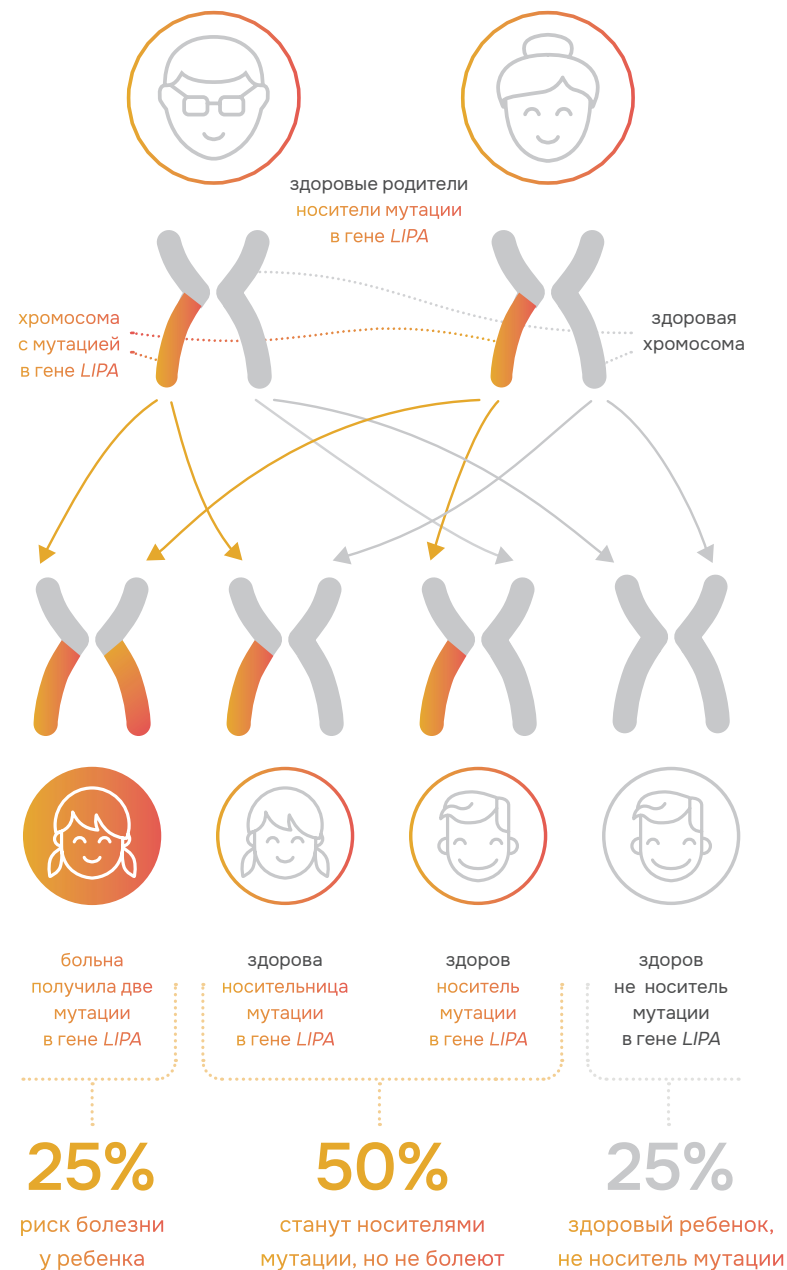 здоровые родители
носители мутации
в гене LIPA
хромосома
с мутацией
в гене LIPA
здоровая
хромосома
больна
получила две
мутации
в гене LIPA
здорова
носительница
мутации
в гене LIPA
здоров
носитель
мутации
в гене LIPA
здоров
не носитель
мутации
в гене LIPA
25%
риск болезни
у ребенка
50%
станут носителями
мутации, но не болеют
25%
здоровый ребенок,
не носитель мутации